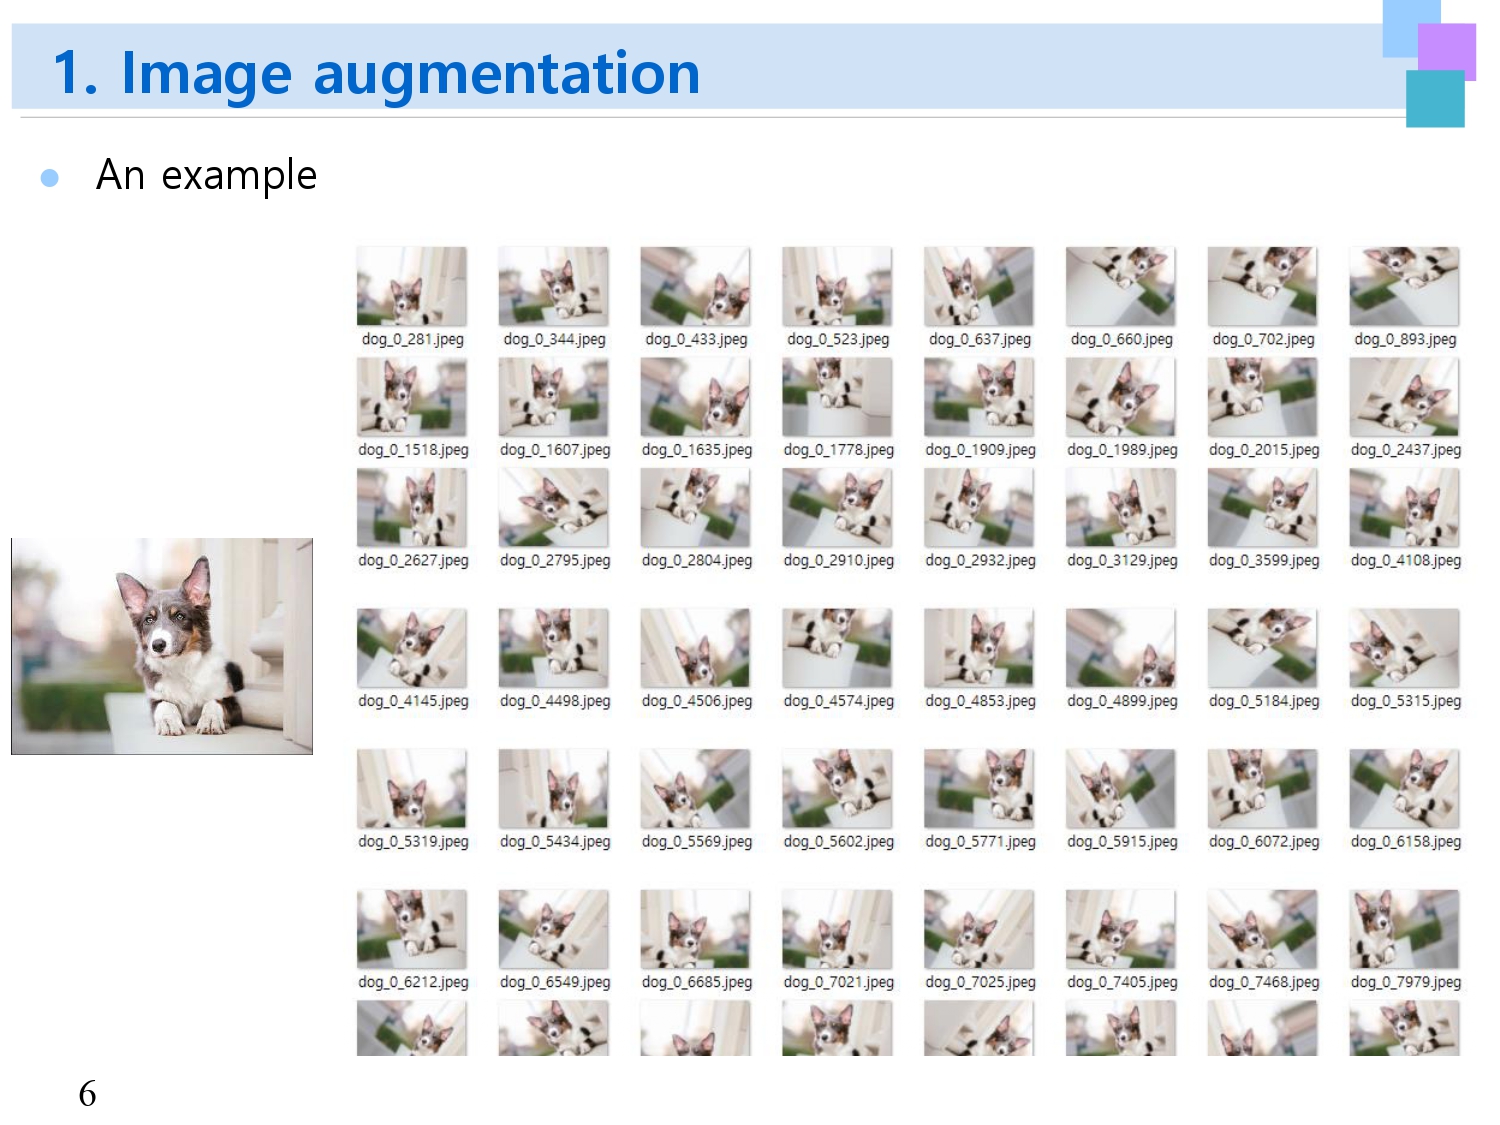 1. Image augmentation
An example
dog_0_281.jpeg dog_0_344.jpeg dog_0_433.jpeg dog_0_523.jpeg dog_0_637.jpeg dog_0_660.jpeg dog_0_702.jpeg dog_0_893.jpeg
dog_0_1518.jpeg dog_0_1607.jpeg dog_0_1635.jpeg dog_0_1778.jpeg dog_0_1909.jpeg dog_0_1989.jpeg dog_0_2015.jpeg dog_0_2437.jpeg
dog_0_2627.jpeg dog_0_2795.jpeg dog_0_2804.jpeg dog_0_2910.jpeg dog_0_2932.jpeg dog_0_3129.jpeg dog_0_3599.jpeg dog_0_4108.jpeg
dog_0_4145.jpeg dog_0_4498.jpeg dog_0_4506.jpeg dog_0_4574.jpeg dog_0_4853.jpeg dog_0_4899.jpeg dog_0_5184.jpeg dog_0_5315.jpeg
dog_0_5319.jpeg dog_0_5434.jpeg dog_0_5569.jpeg dog_0_5602.jpeg dog_0_5771.jpeg dog_0_5915.jpeg dog_0_6072.jpeg dog_0_6158.jpeg
dog_0_6212.jpeg dog_0_6549.jpeg dog_0_6685.jpeg dog_0_7021.jpeg dog_0_7025.jpeg dog_0_7405.jpeg dog_0_7468.jpeg dog_0_7979.jpeg
6